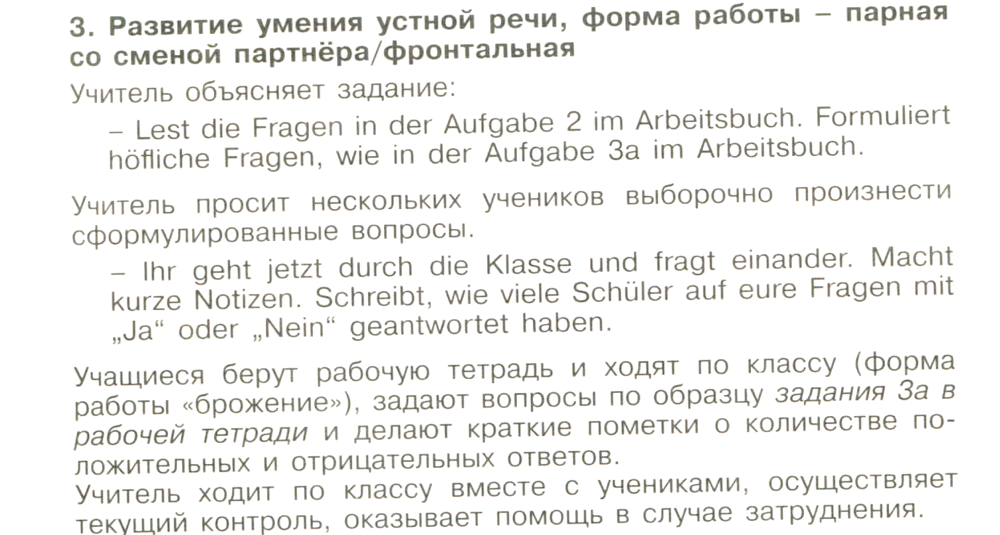 3. Развитие умения устной речи, форма работы – парная
со сменой партнёра/фронтальная
Учитель объясняет задание:
– Lest die Fragen in der Aufgabe 2 im Arbeitsbuch. Formuliert
höfliche Fragen, wie in der Aufgabe 3a im Arbeitsbuch.
Учитель просит нескольких учеников выборочно произнести
сформулированные вопросы.
– Ihr geht jetzt durch die Klasse und fragt einander. Macht
kurze Notizen. Schreibt, wie viele Schüler auf eure Fragen mit
„Ja“ oder „Nein“ geantwortet haben.
Учащиеся берут рабочую тетрадь и ходят по классу (форма
работы «брожение»), задают вопросы по образцу задания 3а в
рабочей тетради и делают краткие пометки о количестве по-
ложительных и отрицательных ответов.
Учитель ходит по классу вместе с учениками, осуществляет
текущий контроль, оказывает помощь в случае затруднения.